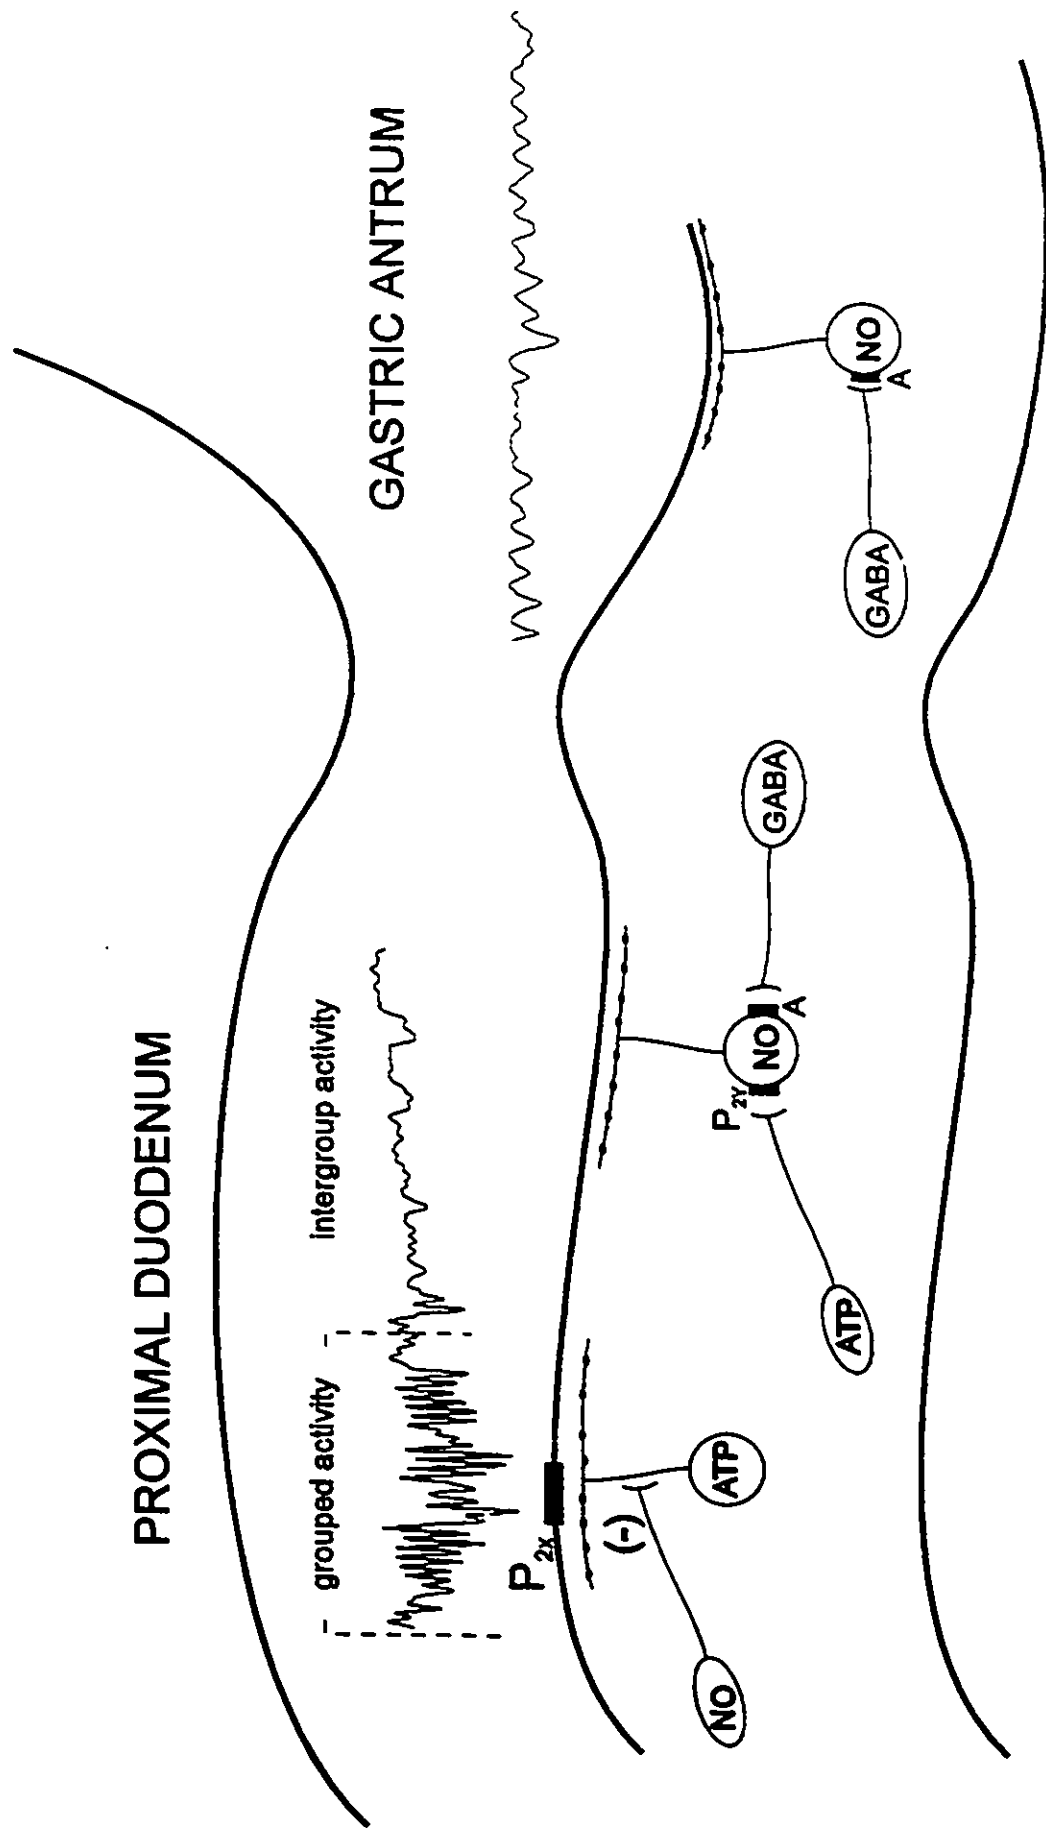 PROXIMAL DUODENUM
GASTRIC ANTRUM
grouped activity
intergroup activity
P2X
(-)
NO
ATP
ATP
P2Y
NO
A
GABA
GABA
NO
A